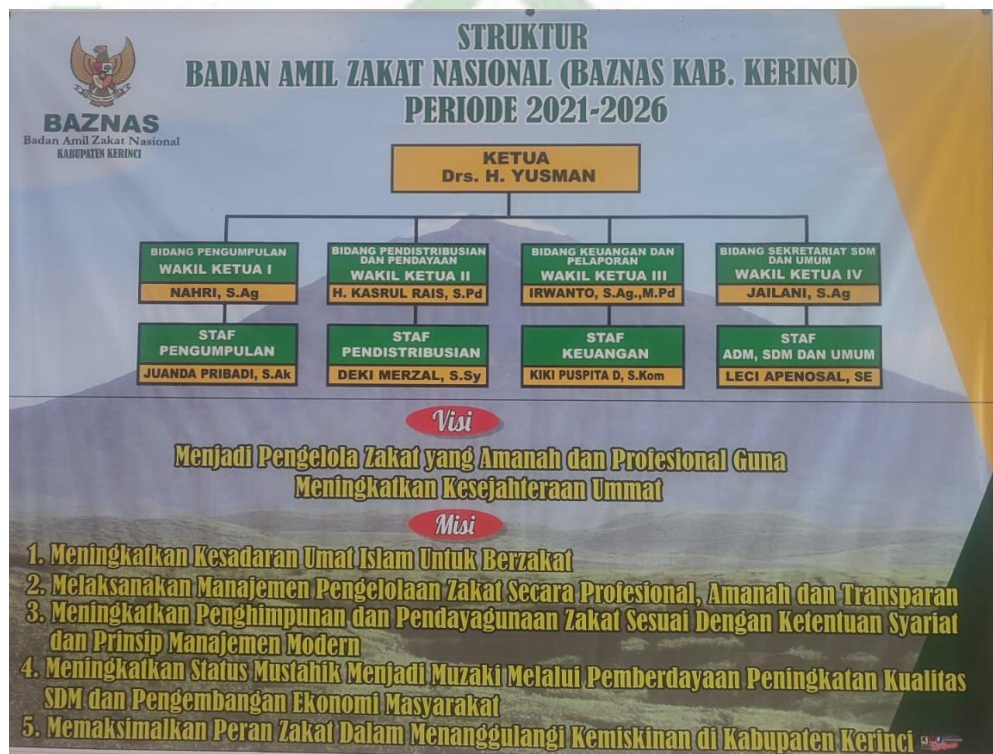 STRUKTUR
BADAN AMIL ZAKAT NASIONAL (BAZNAS KAB. KERINCI)
PERIODE 2021-2026
BAZNAS
Badan Amil Zakat Nasional
KABUPATEN KERINCI
KETUA
Drs. H. YUSMAN
BIDANG PENGUMPULAN
WAKIL KETUA I
NAHRI, S.Ag
BIDANG PENDISTRIBUSIAN
DAN PENDAYAAN
WAKIL KETUA II
H. KASRUL RAIS, S.Pd
BIDANG KEUANGAN DAN
PELAPORAN
WAKIL KETUA III
IRWANTO, S.Ag.,M.Pd
BIDANG SEKRETARIAT SDM
DAN UMUM
WAKIL KETUA IV
JAILANI, S.Ag
STAF
PENGUMPULAN
JUANDA PRIBADI, S.Ak
STAF
PENDISTRIBUSIAN
DEKI MERZAL, S.Sy
STAF
KEUANGAN
KIKI PUSPITA D, S.Kom
STAF
ADM, SDM DAN UMUM
LECI APENOSAL, SE
Visi
Menjadi Pengelola Zakat yang Amanah dan Profesional Guna
Meningkatkan Kesejahteraan Ummat
Misi
1. Meningkatkan Kesadaran Umat Islam Untuk Berzakat
2. Melaksanakan Manajemen Pengelolaan Zakat Secara Profesional, Amanah dan Transparan
3. Meningkatkan Penghimpunan dan Pendayagunaan Zakat Sesuai Dengan Ketentuan Syariat
dan Prinsip Manajemen Modern
4. Meningkatkan Status Mustahik Menjadi Muzaki Melalui Pemberdayaan Peningkatan Kualitas
SDM dan Pengembangan Ekonomi Masyarakat
5. Memaksimalkan Peran Zakat Dalam Menanggulangi Kemiskinan di Kabupaten Kerinci